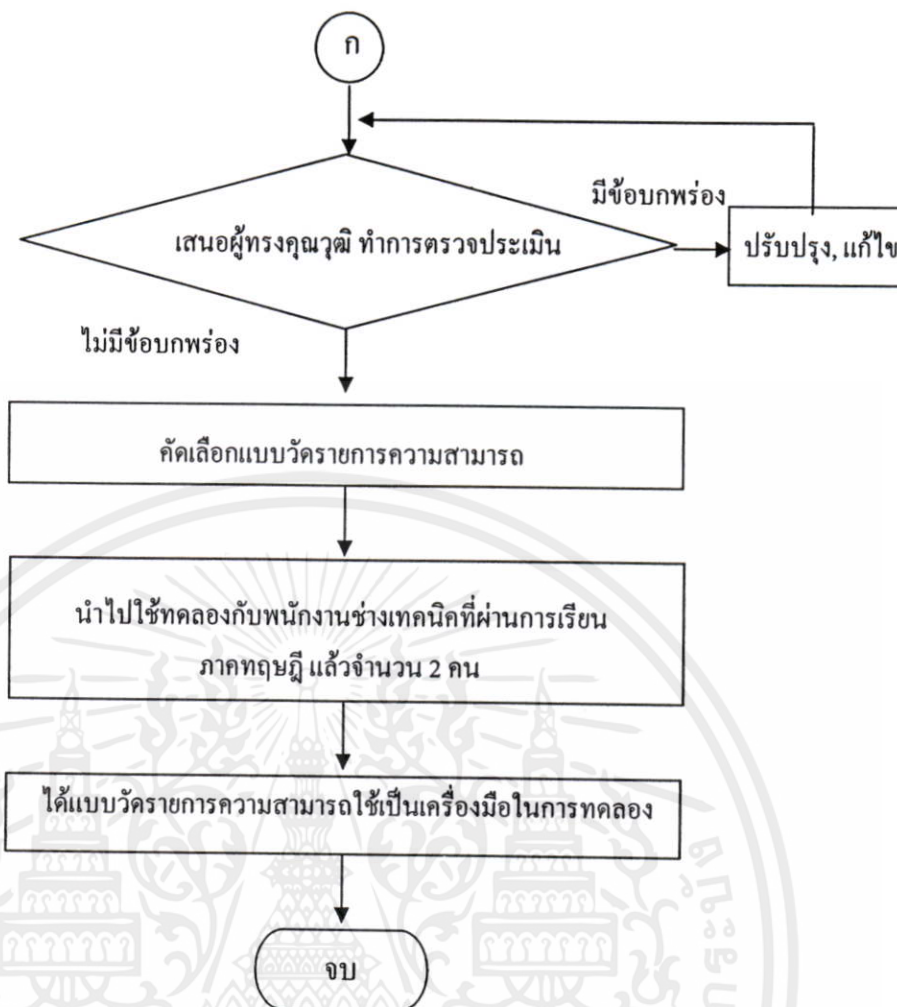 ก
มีข้อบกพร่อง
เสนอผู้ทรงคุณวุฒิ ทำการตรวจประเมิน
ปรับปรุง, แก้ไข
ไม่มีข้อบกพร่อง
คัดเลือกแบบวัดรายการความสามารถ
นำไปใช้ทดลองกับพนักงานช่างเทคนิคที่ผ่านการเรียน
ภาคทฤษฎี แล้วจำนวน 2 คน
ได้แบบวัดรายการความสามารถใช้เป็นเครื่องมือในการทดลอง
จบ